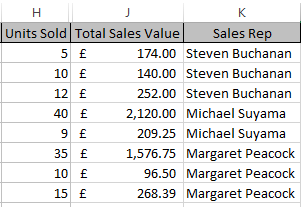 H J K
Units Sold Total Sales Value Sales Rep
5 £ 174.00 Steven Buchanan
10 £ 140.00 Steven Buchanan
12 £ 252.00 Steven Buchanan
40 £ 2,120.00 Michael Suyama
9 £ 209.25 Michael Suyama
35 £ 1,576.75 Margaret Peacock
10 £ 96.50 Margaret Peacock
15 £ 268.39 Margaret Peacock